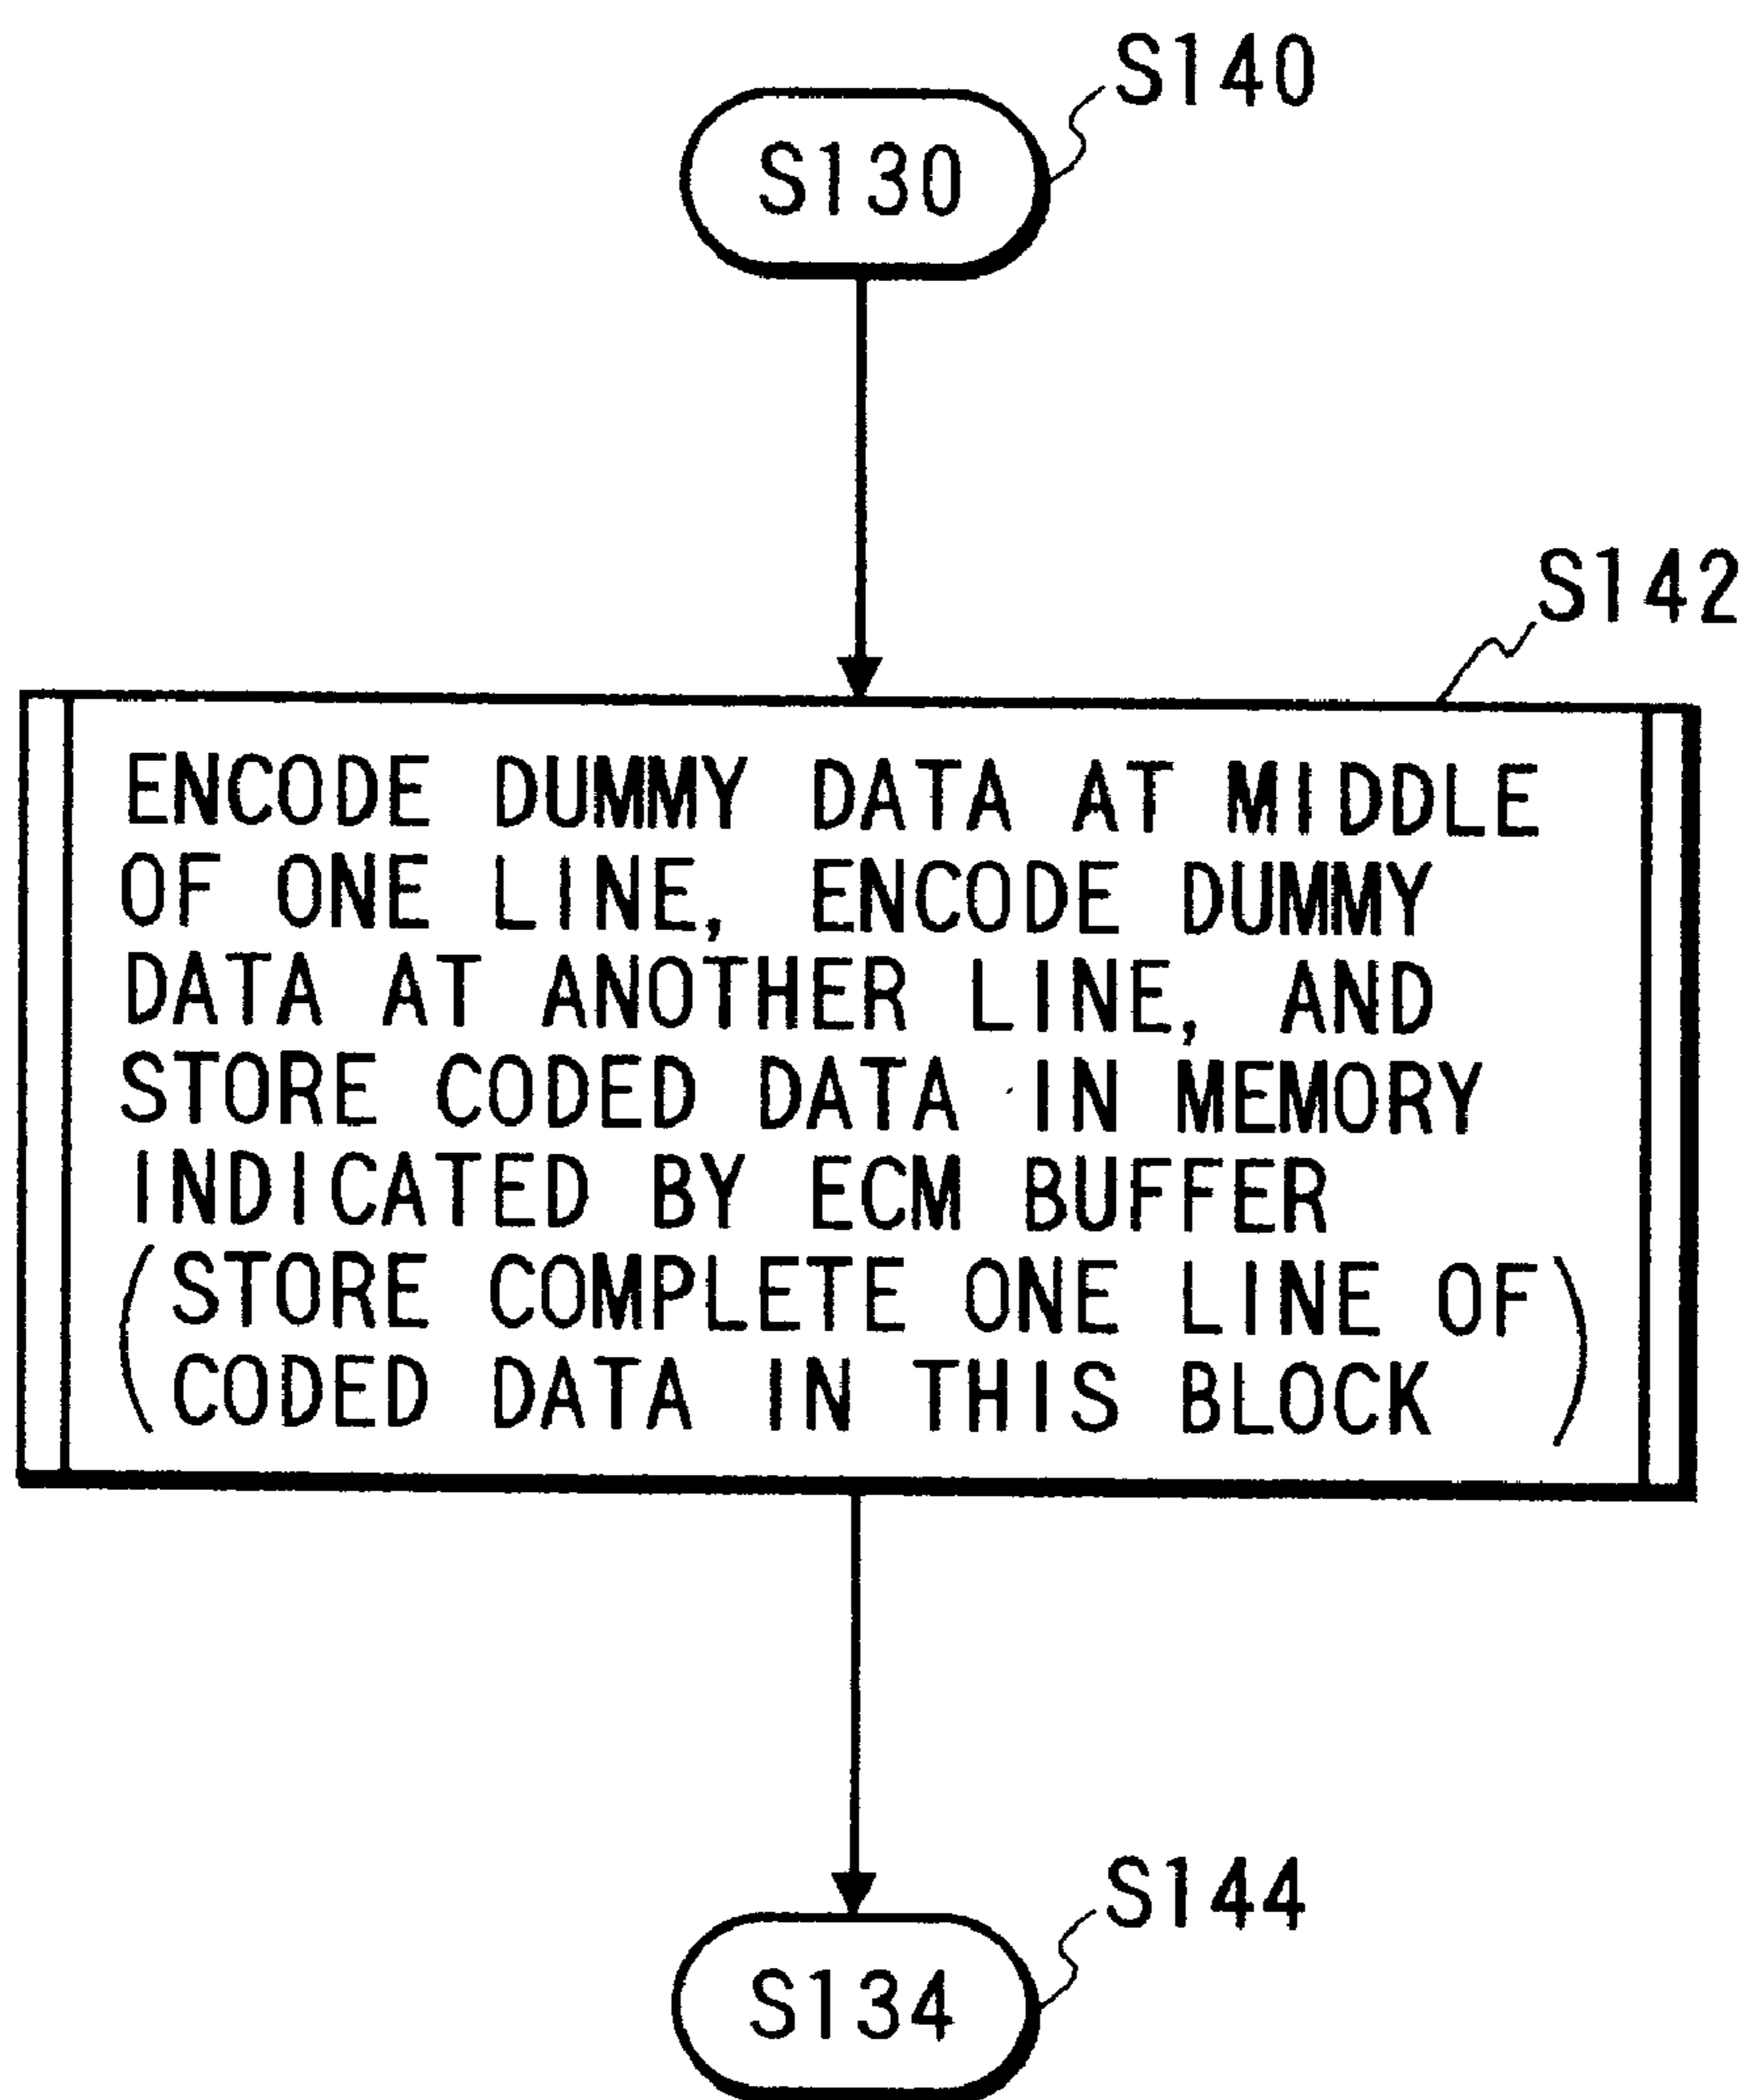 S140
S130
S142
ENCODE DUMMY DATA AT MIDDLE
OF ONE LINE, ENCODE DUMMY
DATA AT ANOTHER LINE, AND
STORE CODED DATA IN MEMORY
INDICATED BY ECM BUFFER
(STORE COMPLETE ONE LINE OF
CODED DATA IN THIS BLOCK)
S144
S134